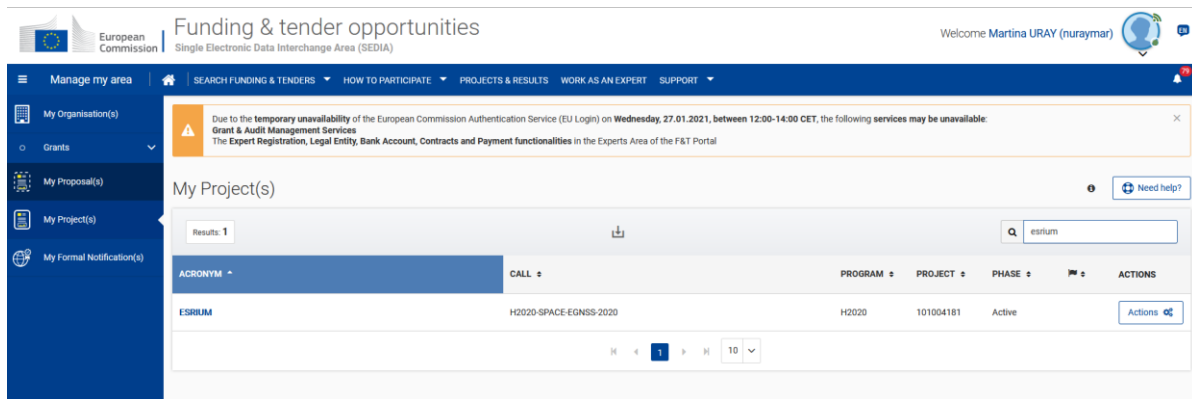 European
Commission
Funding & tender opportunities
Single Electronic Data Interchange Area (SEDIA)
Welcome Martina URAY (nuraymar)
EN
Manage my area
SEARCH FUNDING & TENDERS HOW TO PARTICIPATE PROJECTS & RESULTS WORK AS AN EXPERT SUPPORT
79
My Organisation(s)
Grants
My Proposal(s)
My Project(s)
My Formal Notification(s)
Due to the temporary unavailability of the European Commission Authentication Service (EU Login) on Wednesday, 27.01.2021, between 12:00-14:00 CET, the following services may be unavailable:
Grant & Audit Management Services
The Expert Registration, Legal Entity, Bank Account, Contracts and Payment functionalities in the Experts Area of the F&T Portal
My Project(s)
Need help?
Results: 1
esrium
ACRONYM CALL PROGRAM PROJECT PHASE ACTIONS
ESRIUM H2020-SPACE-EGNSS-2020 H2020 101004181 Active Actions
1 10